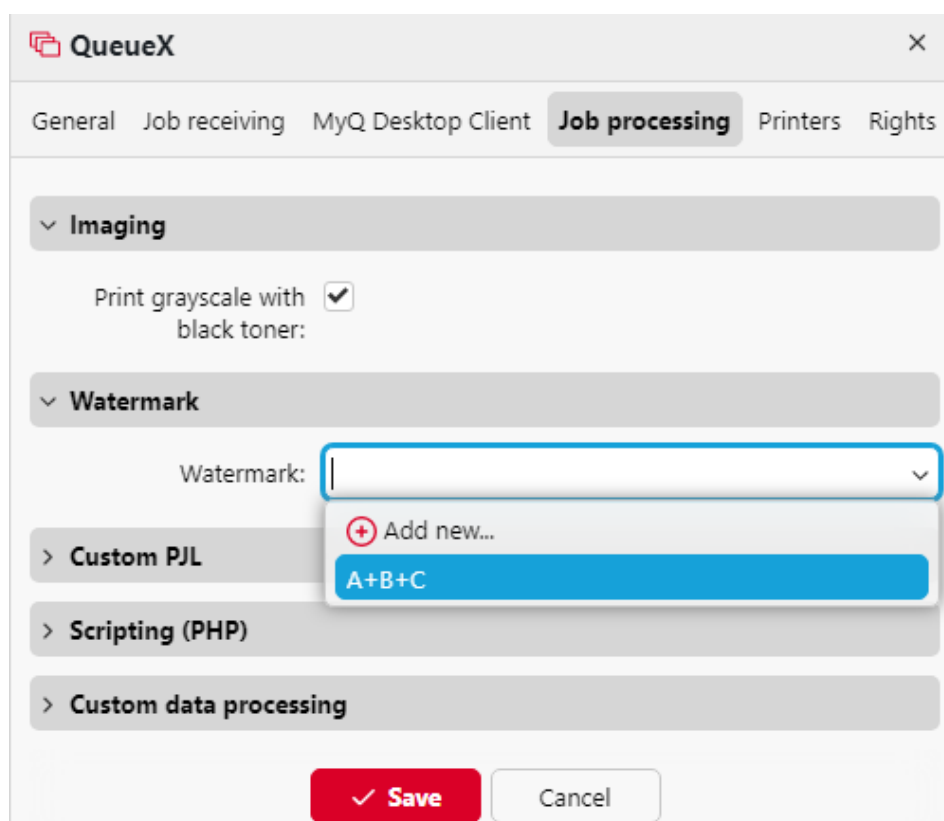 QueueX
General Job receiving MyQ Desktop Client Job processing Printers Rights
Imaging
Print grayscale with
black toner:
Watermark
Watermark:
Add new...
A+B+C
Custom PJL
Scripting (PHP)
Custom data processing
Save Cancel